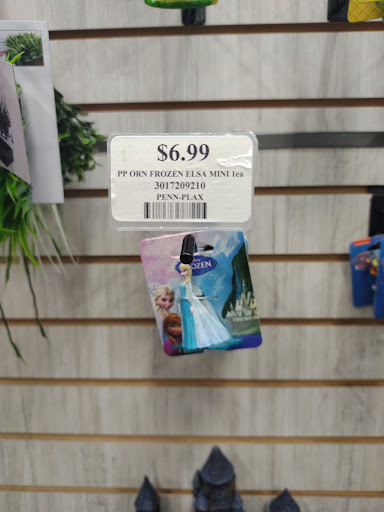 $6.99
PP ORN FROZEN ELSA MINI 1ea
3017209210
PENN-PLAX
FROZEN